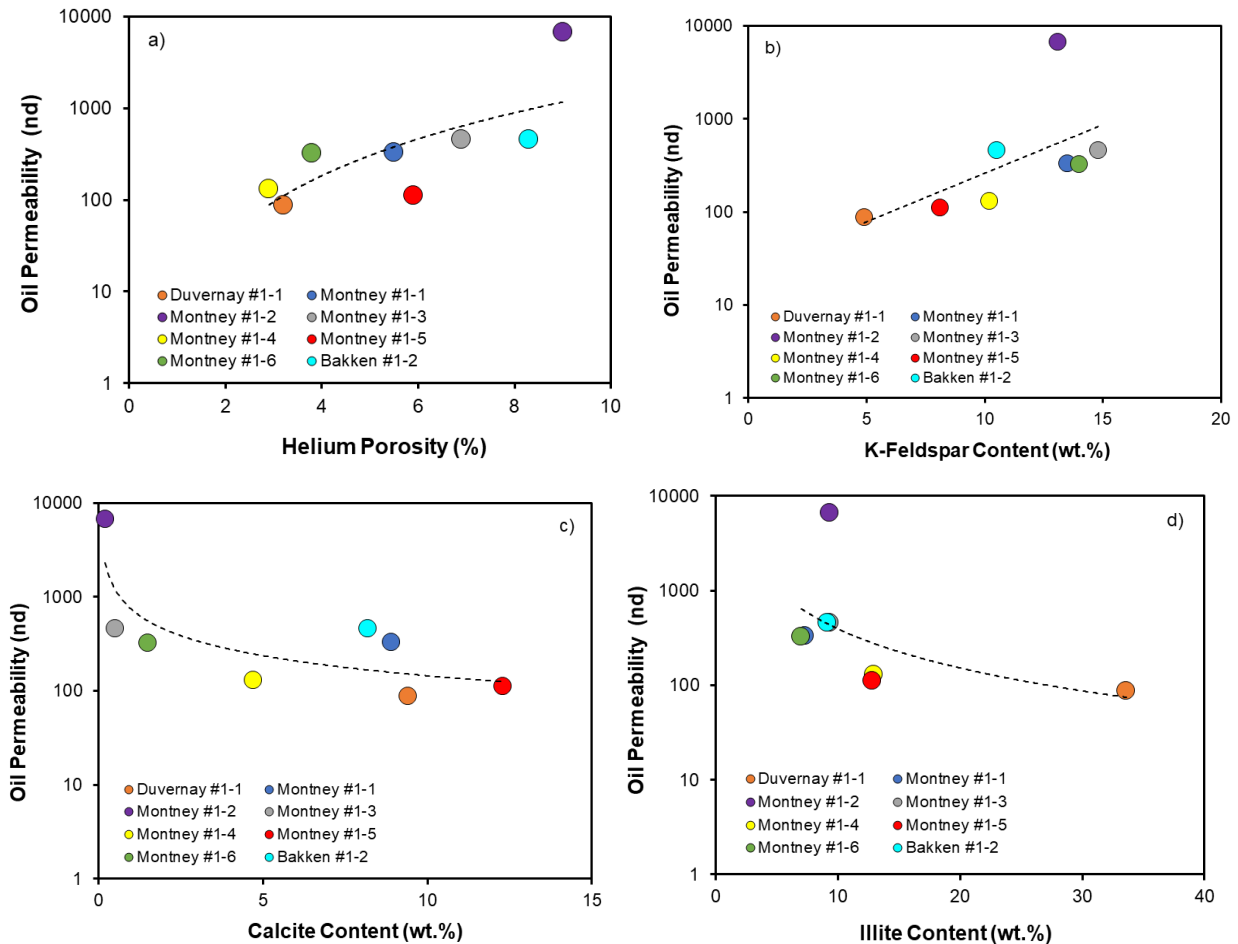 a)
10000
1000
100
10
1
0 2 4 6 8 10
Oil Permeability (nd)
Helium Porosity (%)
Duvernay #1-1 Montney #1-1
Montney #1-2 Montney #1-3
Montney #1-4 Montney #1-5
Montney #1-6 Bakken #1-2
b)
10000
1000
100
10
1
0 5 10 15 20
Oil Permeability (nd)
K-Feldspar Content (wt.%)
Duvernay #1-1 Montney #1-1
Montney #1-2 Montney #1-3
Montney #1-4 Montney #1-5
Montney #1-6 Bakken #1-2
c)
10000
1000
100
10
1
0 5 10 15
Oil Permeability (nd)
Calcite Content (wt.%)
Duvernay #1-1 Montney #1-1
Montney #1-2 Montney #1-3
Montney #1-4 Montney #1-5
Montney #1-6 Bakken #1-2
d)
10000
1000
100
10
1
0 10 20 30 40
Oil Permeability (nd)
Illite Content (wt.%)
Duvernay #1-1 Montney #1-1
Montney #1-2 Montney #1-3
Montney #1-4 Montney #1-5
Montney #1-6 Bakken #1-2